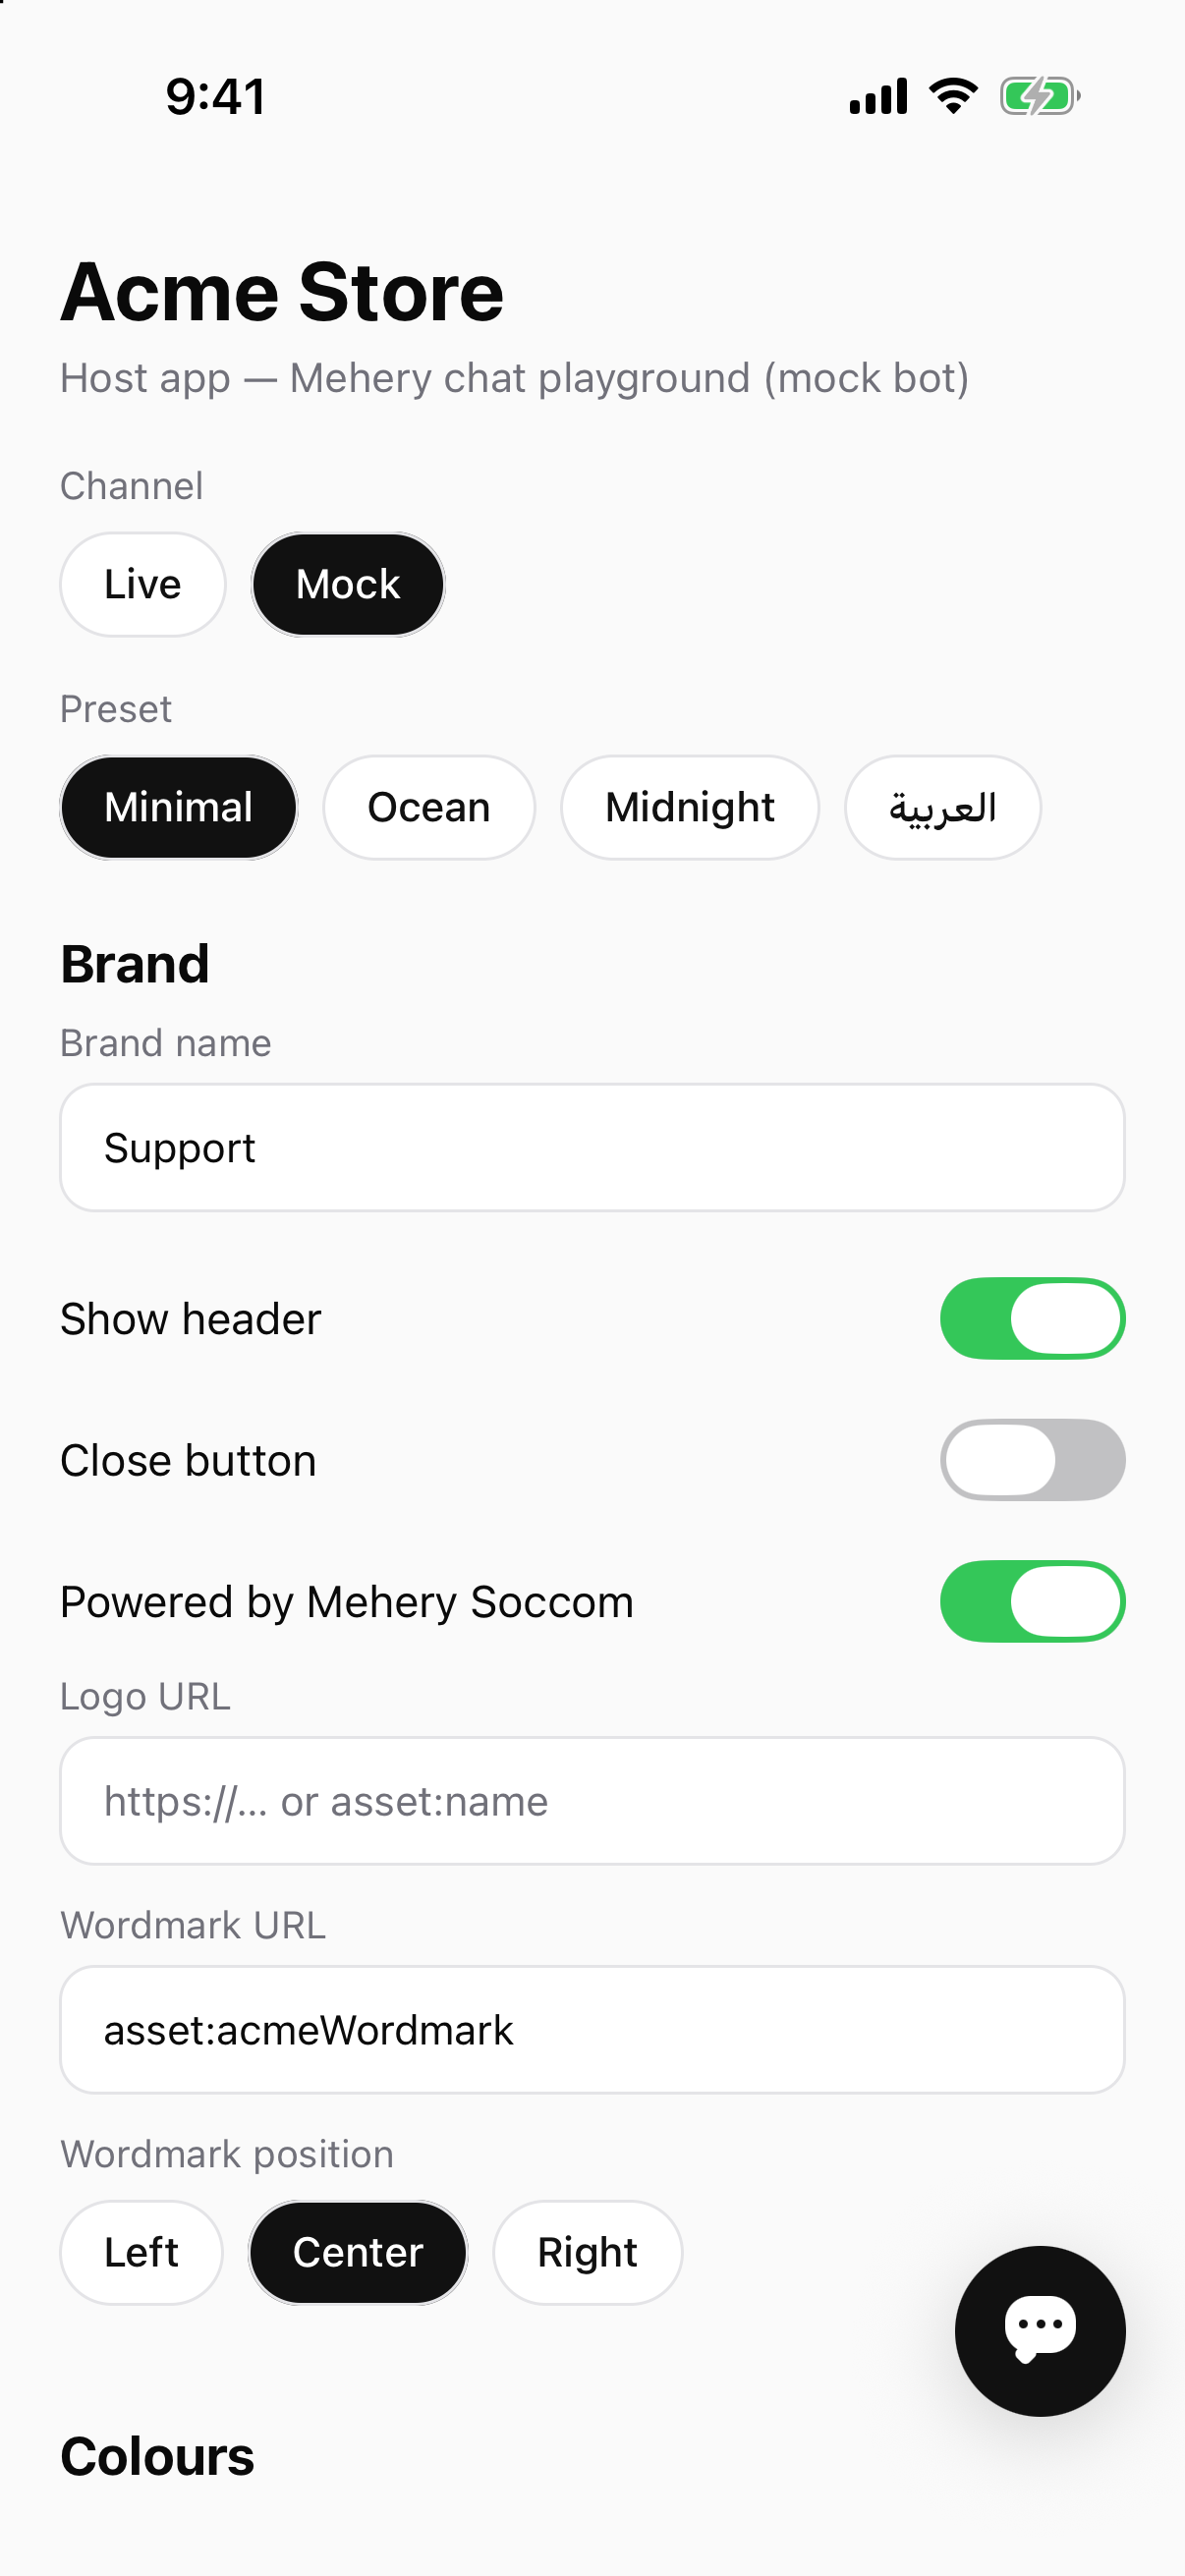 9:41
Acme Store
Host app — Mehery chat playground (mock bot)
Channel
Live Mock
Preset
Minimal Ocean Midnight العربية
Brand
Brand name
Support
Show header
Close button
Powered by Mehery Soccom
Logo URL
https://... or asset:name
Wordmark URL
asset:acmeWordmark
Wordmark position
Left Center Right
Colours